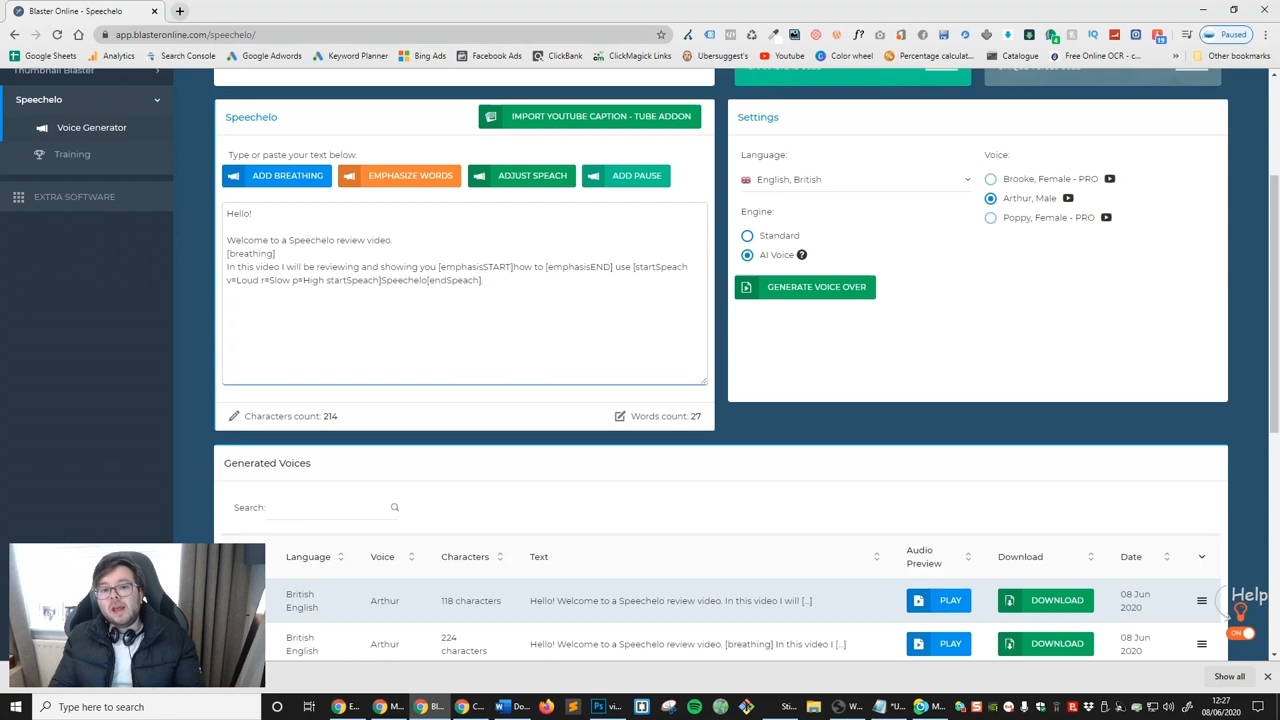 Blaster Online - Speechelo
app.blasteronline.com/speechelo/
Paused
Google Sheets
Analytics
Search Console
Google Adwords
Keyword Planner
Bing Ads
Facebook Ads
ClickBank
ClickMagick Links
Ubersuggest
Youtube
Color wheel
Percentage calculat...
Catalogue
Free Online OCR - c...
Other bookmarks
Thumbnail Blaster
Speechelo
Voice Generator
Training
EXTRA SOFTWARE
Speechelo
IMPORT YOUTUBE CAPTION - TUBE ADDON
Type or paste your text below.
ADD BREATHING
EMPHASIZE WORDS
ADJUST SPEACH
ADD PAUSE
Hello!
Welcome to a Speechelo review video.
[breathing]
In this video I will be reviewing and showing you [emphasisSTART]how to [emphasisEND] use [startSpeach
v=Loud r=Slow p=High startSpeach]Speechelo[endSpeach].
Characters count: 214
Words count: 27
Settings
Language:
English, British
Engine:
Standard
AI Voice
GENERATE VOICE OVER
Voice:
Brooke, Female - PRO
Arthur, Male
Poppy, Female - PRO
Generated Voices
Search:
Language
Voice
Characters
Text
Audio
Preview
Download
Date
British
English
Arthur
118 characters
Hello! Welcome to a Speechelo review video. In this video I will [...]
PLAY
DOWNLOAD
08 Jun
2020
British
English
Arthur
224
characters
Hello! Welcome to a Speechelo review video. [breathing] In this video I [...]
PLAY
DOWNLOAD
08 Jun
2020
Help
ON
Show all
Type here to search
E...
M...
Bl...
C...
Do...
vi...
Sti...
W...
*U...
M...
12:27
08/06/2020